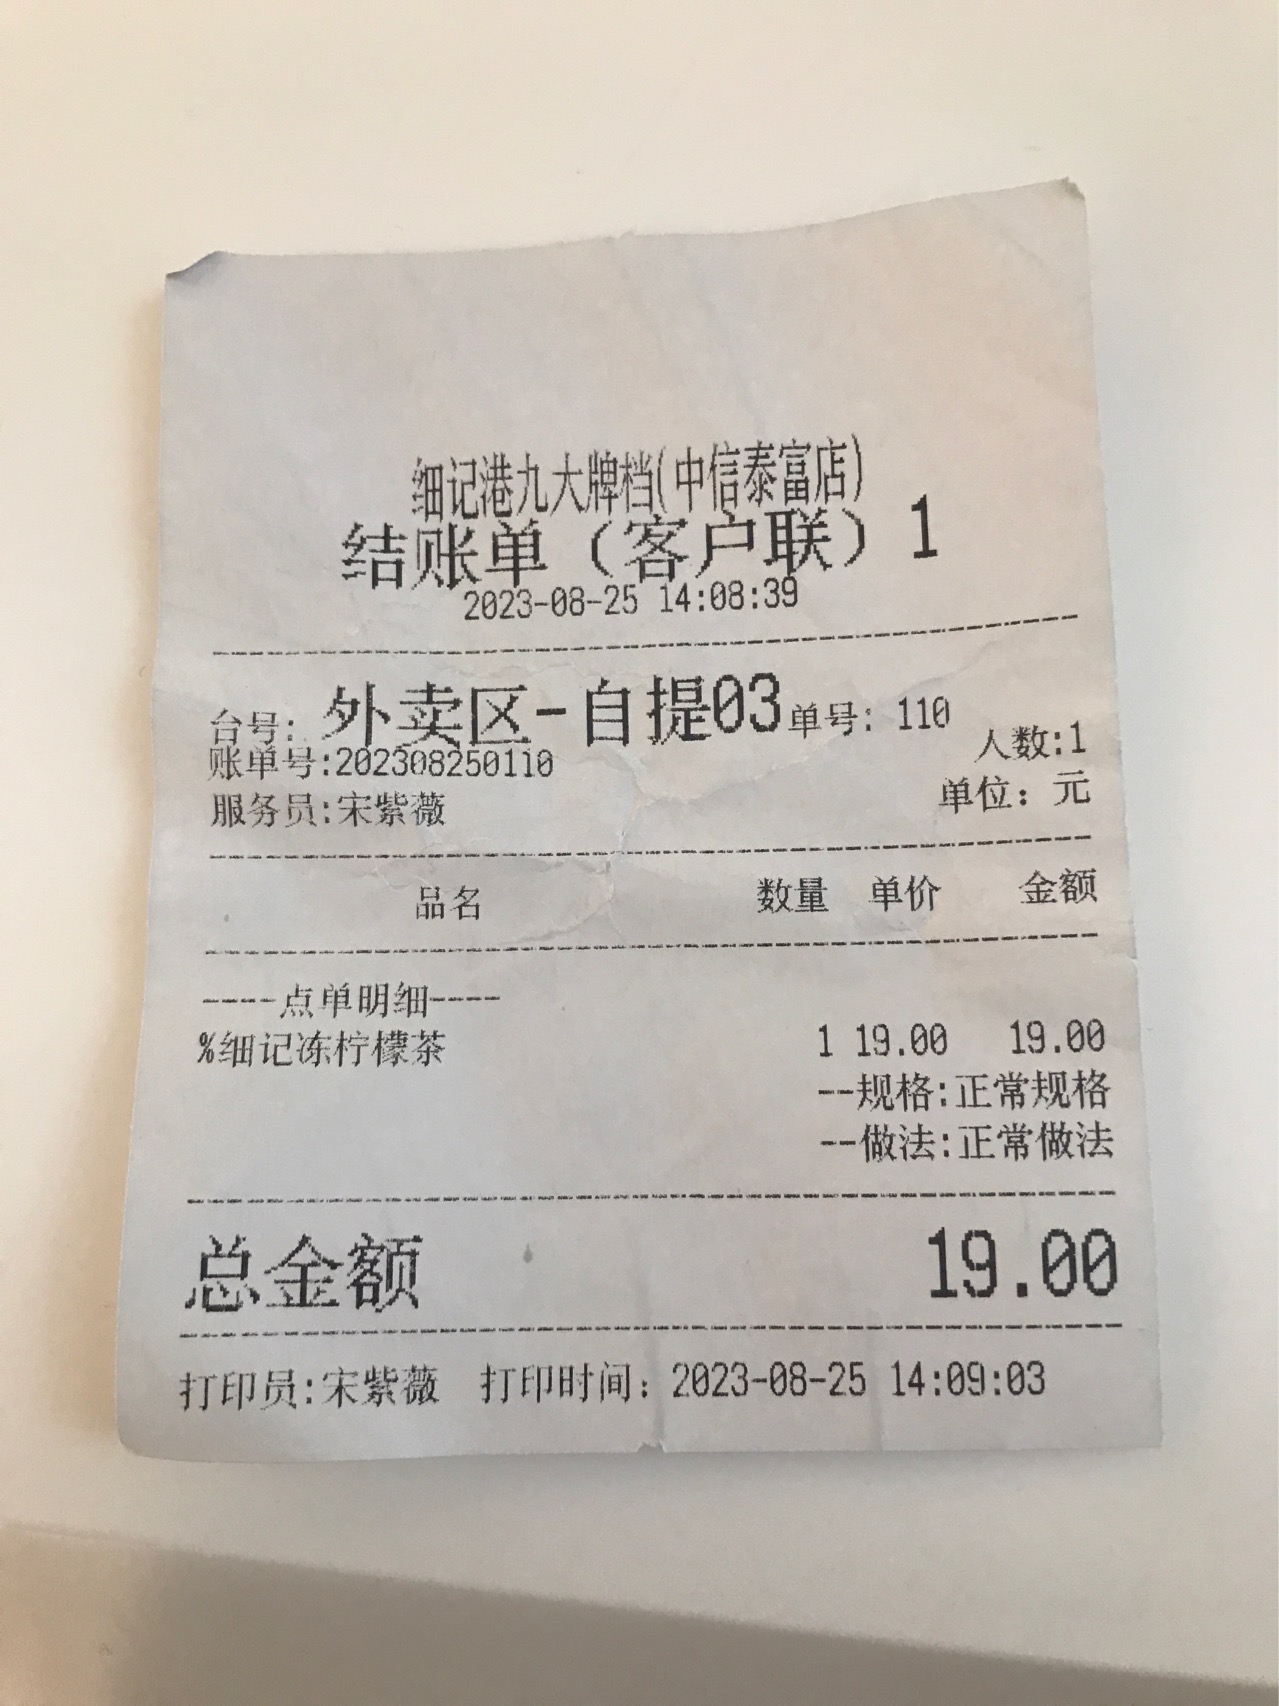 细记港九大牌档(中信泰富店)
结账单（客户联）1
2023-08-25 14:08:39
台号: 外卖区-自提03 单号: 110
人数:1
账单号:202308250110
单位: 元
服务员:宋紫薇
品名 数量 单价 金额
----点单明细----
%细记冻柠檬茶 1 19.00 19.00
--规格:正常规格
--做法:正常做法
总金额 19.00
打印员:宋紫薇 打印时间: 2023-08-25 14:09:03